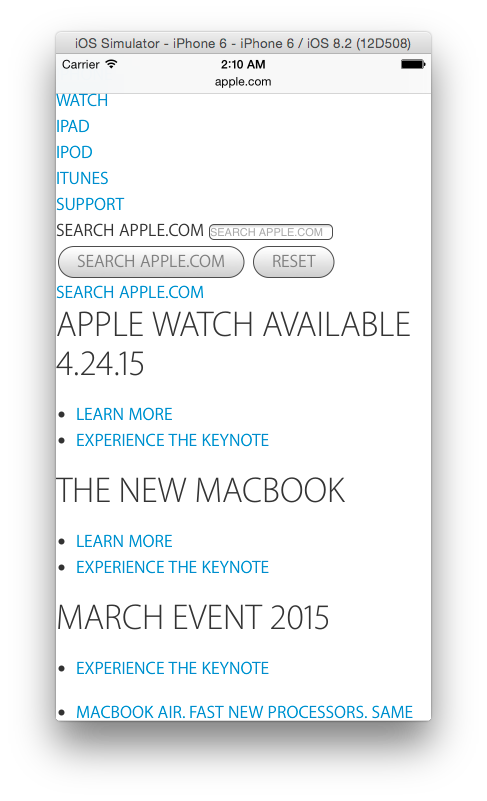 iOS Simulator - iPhone 6 - iPhone 6 / iOS 8.2 (12D508)
Carrier 2:10 AM
apple.com
WATCH
IPAD
IPOD
ITUNES
SUPPORT
SEARCH APPLE.COM SEARCH APPLE.COM
SEARCH APPLE.COM RESET
SEARCH APPLE.COM
APPLE WATCH AVAILABLE
4.24.15
• LEARN MORE
• EXPERIENCE THE KEYNOTE
THE NEW MACBOOK
• LEARN MORE
• EXPERIENCE THE KEYNOTE
MARCH EVENT 2015
• EXPERIENCE THE KEYNOTE
• MACBOOK AIR. FAST NEW PROCESSORS. SAME